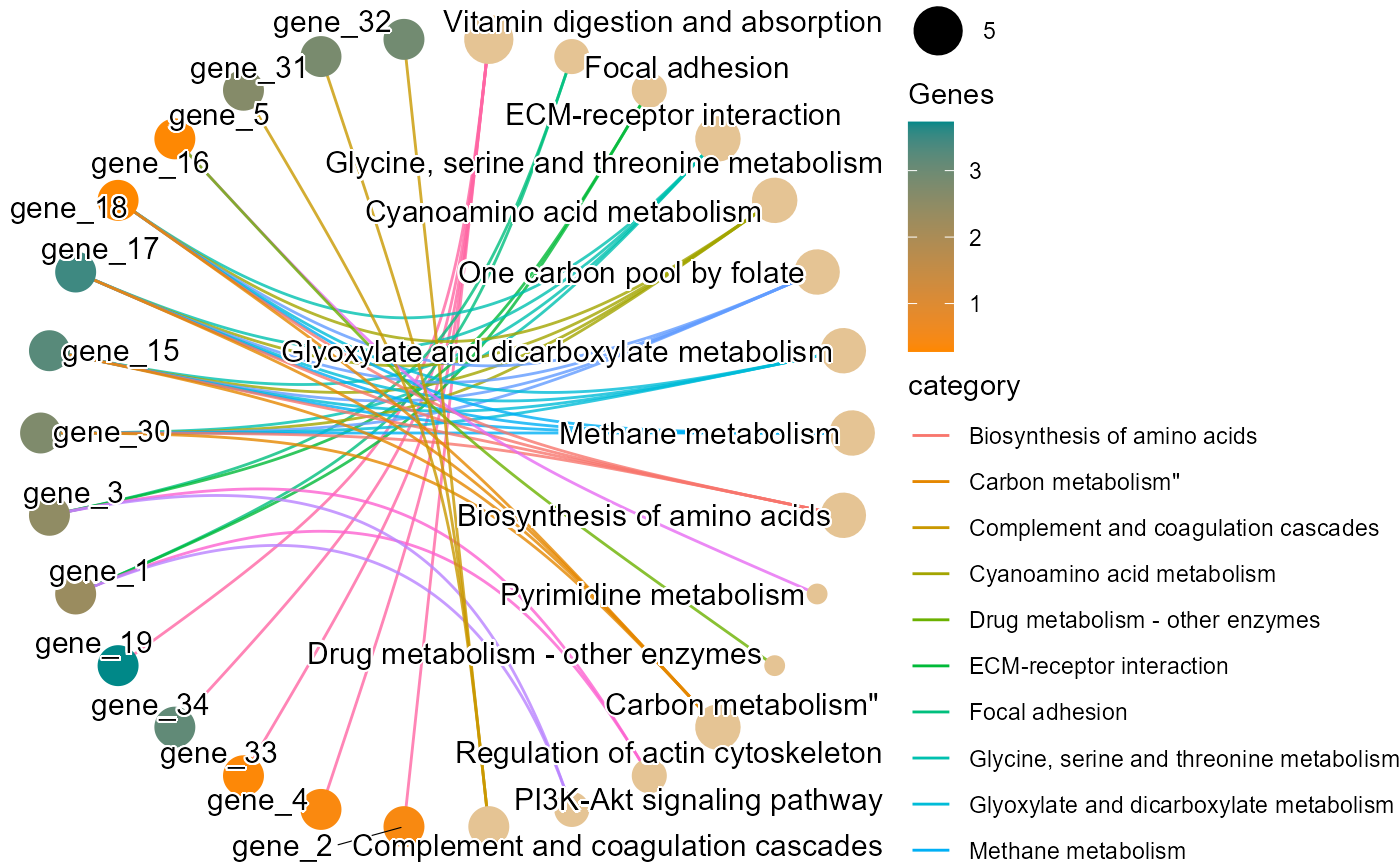 gene_32
Vitamin digestion and absorption
5
gene_31
Focal adhesion
Genes
gene_5
ECM-receptor interaction
gene_16
Glycine, serine and threonine metabolism
3
gene_18
Cyanoamino acid metabolism
2
gene_17
One carbon pool by folate
1
gene_15
Glyoxylate and dicarboxylate metabolism
category
gene_30
Methane metabolism
gene_3
Biosynthesis of amino acids
gene_1
Pyrimidine metabolism
gene_19
Drug metabolism - other enzymes
gene_34
Carbon metabolism"
gene_33
Regulation of actin cytoskeleton
gene_4
PI3K-Akt signaling pathway
gene_2
Complement and coagulation cascades
Biosynthesis of amino acids
Carbon metabolism"
Complement and coagulation cascades
Cyanoamino acid metabolism
Drug metabolism - other enzymes
ECM-receptor interaction
Focal adhesion
Glycine, serine and threonine metabolism
Glyoxylate and dicarboxylate metabolism
Methane metabolism